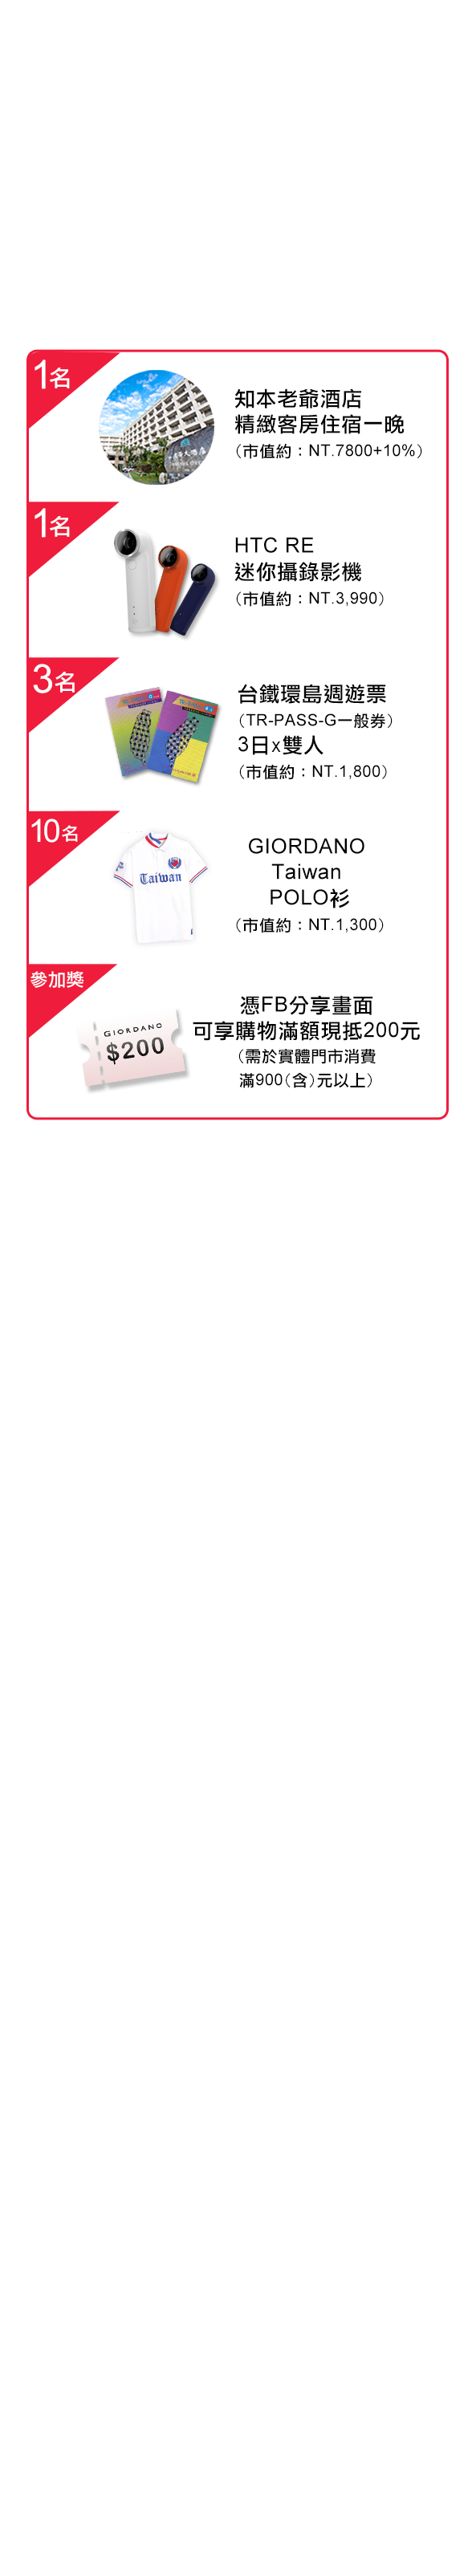 1名
知本老爺酒店
精緻客房住宿一晚
（市值約：NT.7800+10%）
1名
HTC RE
迷你攝錄影機
（市值約：NT.3,990）
3名
台鐵環島週遊票
（TR-PASS-G一般券）
3日x雙人
（市值約：NT.1,800）
10名
Taiwan
GIORDANO
Taiwan
POLO衫
（市值約：NT.1,300）
參加獎
GIORDANO
$200
憑FB分享畫面
可享購物滿額現抵200元
（需於實體門市消費
滿900（含）元以上）